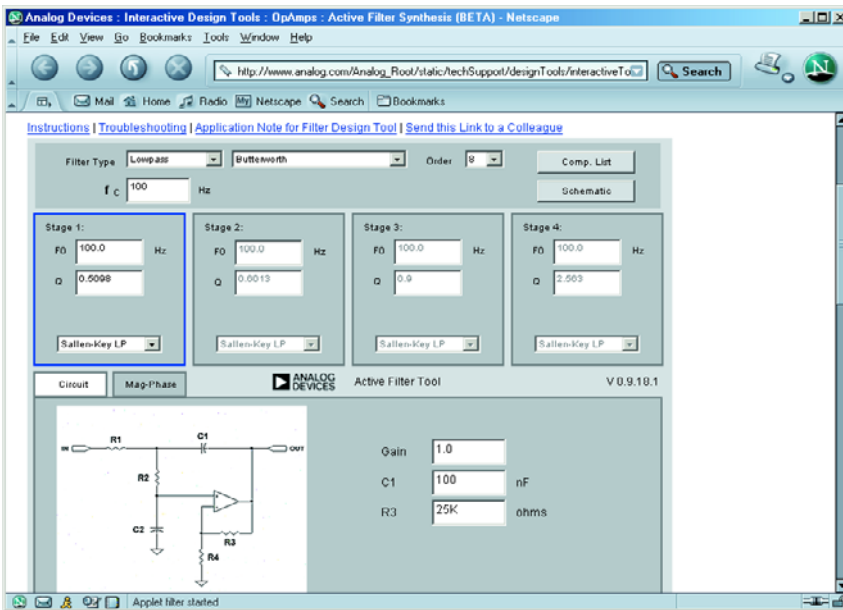 Analog Devices : Interactive Design Tools : OpAmps : Active Filter Synthesis (BETA) - Netscape
File Edit View Go Bookmarks Tools Window Help
http://www.analog.com/Analog_Root/static/techSupport/designTools/interactiveTo
Search
N
Mail Home Radio My Netscape Search Bookmarks
Instructions | Troubleshooting | Application Note for Filter Design Tool | Send this Link to a Colleague
Filter Type Lowpass Butterworth Order 8 Comp. List
fc 100 Hz Schematic
Stage 1: Stage 2: Stage 3: Stage 4:
F0 100.0 Hz F0 100.0 Hz F0 100.0 Hz F0 100.0 Hz
Q 0.5098 Q 0.6013 Q 0.9 Q 2.563
Sallen-Key LP Sallen-Key LP Sallen-Key LP Sallen-Key LP
Circuit Mag-Phase ANALOG DEVICES Active Filter Tool V 0.9.18.1
IN R1 C1 OUT
R2
C2
R3
R4
Gain 1.0
C1 100 nF
R3 25K ohms
Applet filter started